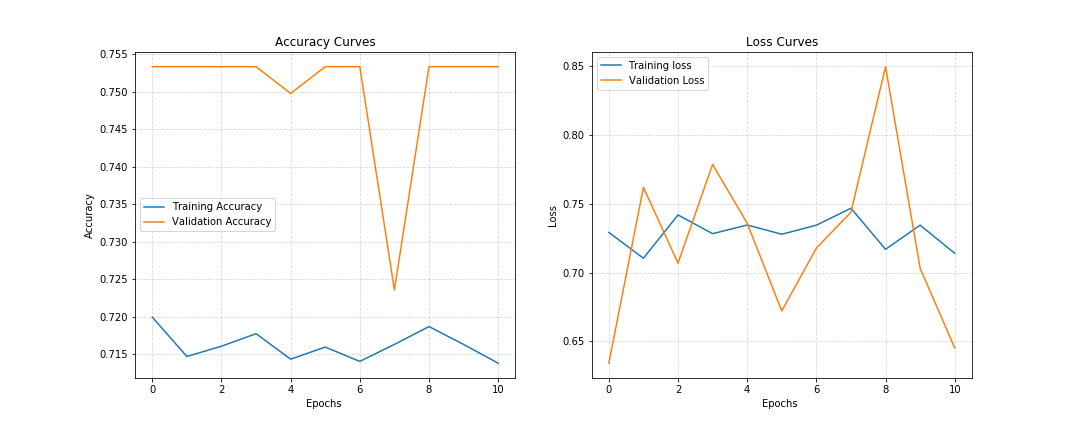 Accuracy Curves
0.755
0.750
0.745
0.740
0.735
0.730
0.725
0.720
0.715
Accuracy
Training Accuracy
Validation Accuracy
0 2 4 6 8 10
Epochs
Loss Curves
0.85
0.80
0.75
0.70
0.65
Loss
Training loss
Validation Loss
0 2 4 6 8 10
Epochs